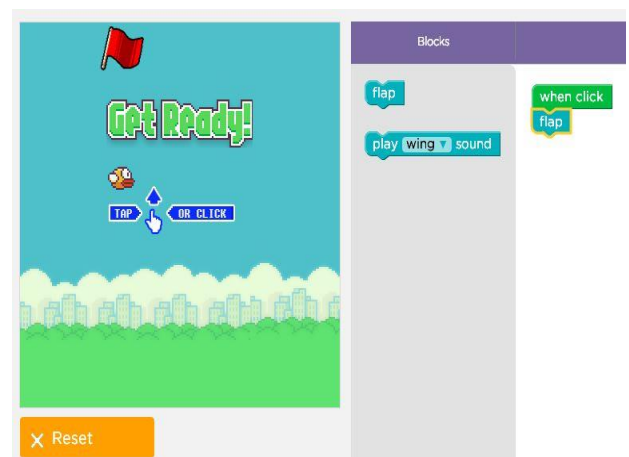 Get Ready!
TAP
OR CLICK
X Reset
Blocks
flap
play wing sound
when click
flap